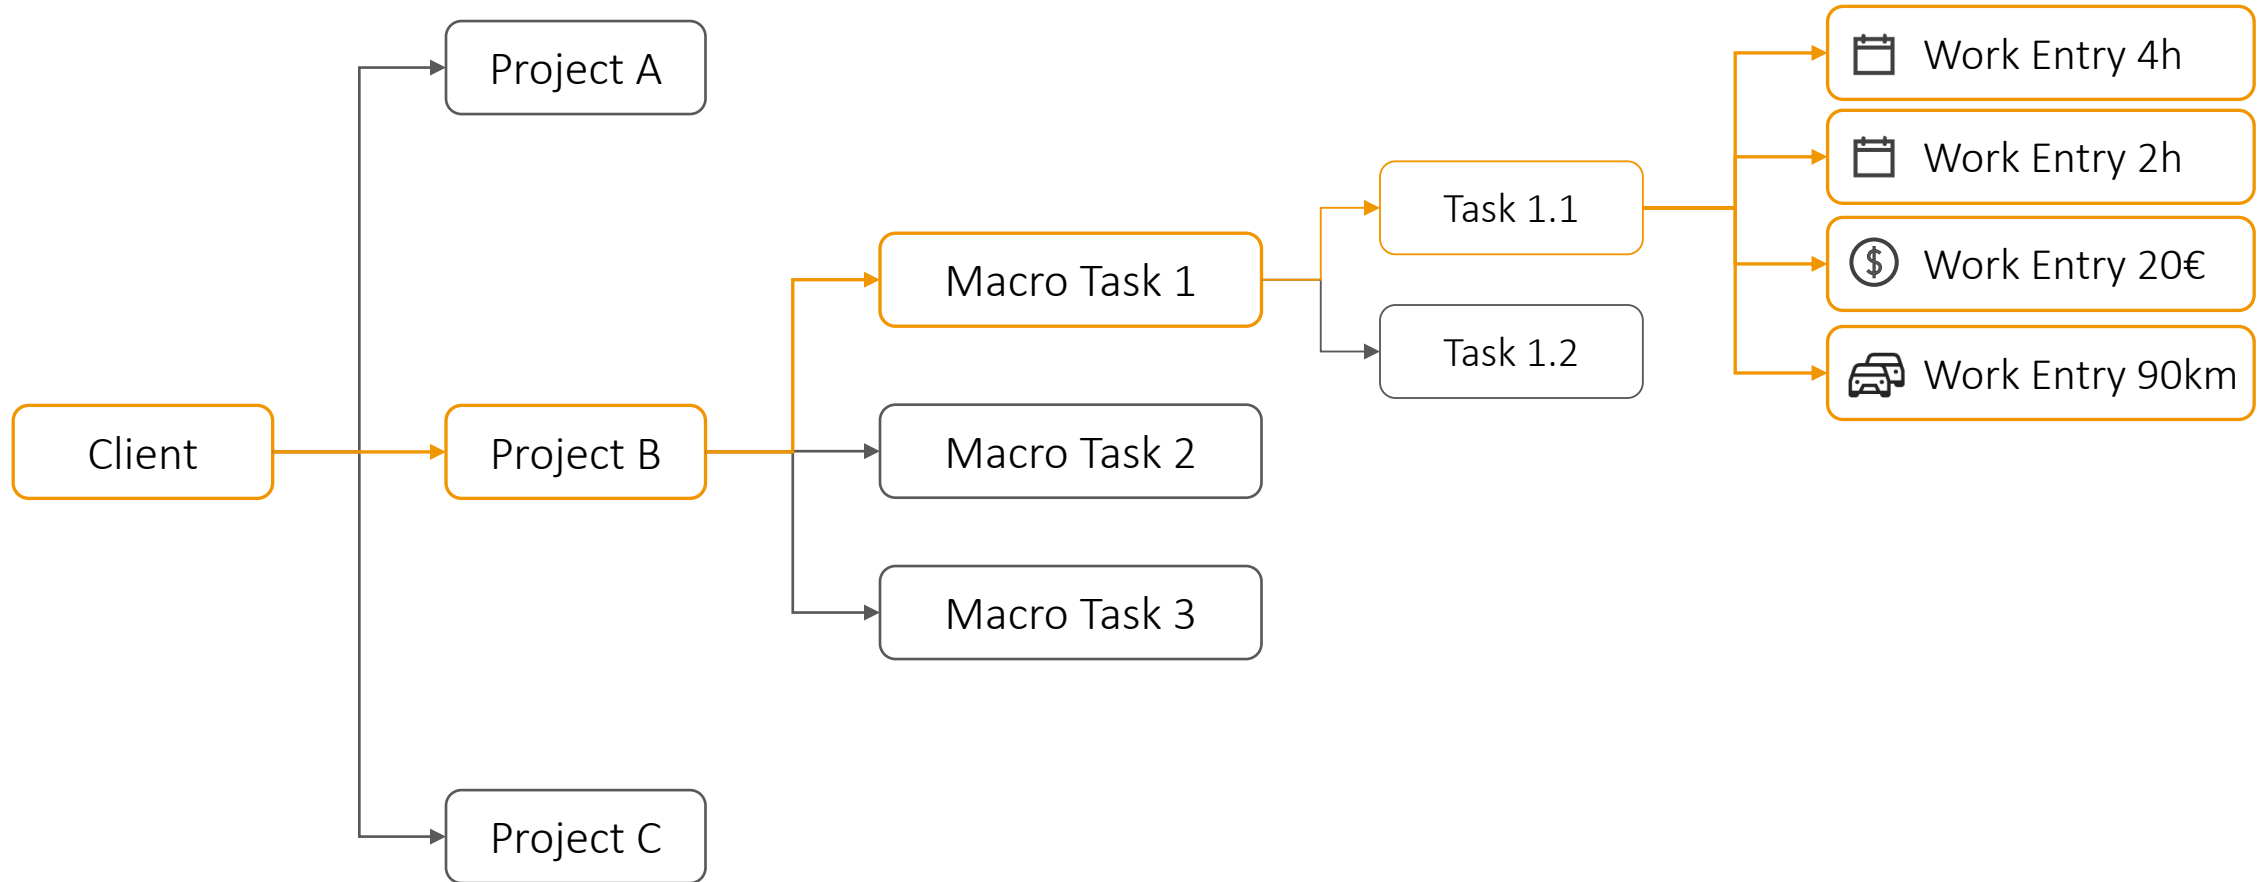 Project A
Work Entry 4h
Work Entry 2h
Task 1.1
Work Entry 20€
Macro Task 1
Task 1.2
Work Entry 90km
Client
Project B
Macro Task 2
Macro Task 3
Project C